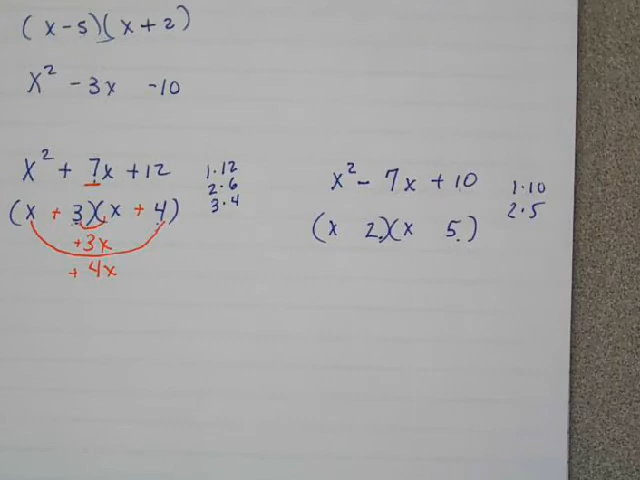 (x - 5)(x + 2)
x² - 3x - 10
x² + 7x + 12
1·12
2·6
3·4
(x + 3)(x + 4)
+3x
+ 4x
x² - 7x + 10
1·10
2·5
(x 2)(x 5)